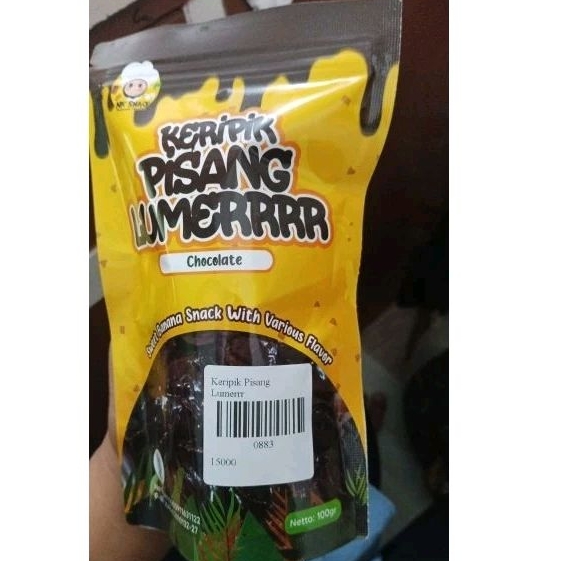 KERiPiK
PISANG
LUMERRRR
Chocolate
Sweet Banana Snack With Various Flavor
Keripik Pisang
Lumerrr
0883
15000
Netto: 100gr